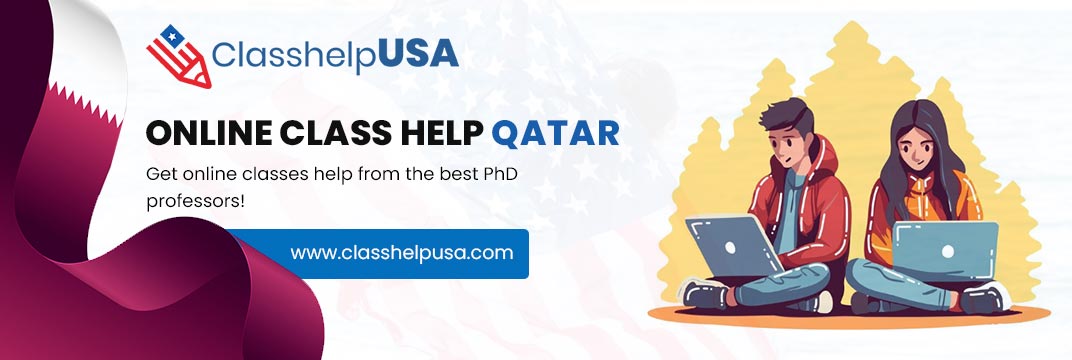 ClasshelpUSA
ONLINE CLASS HELP QATAR
Get online classes help from the best PhD
professors!
www.classhelpusa.com